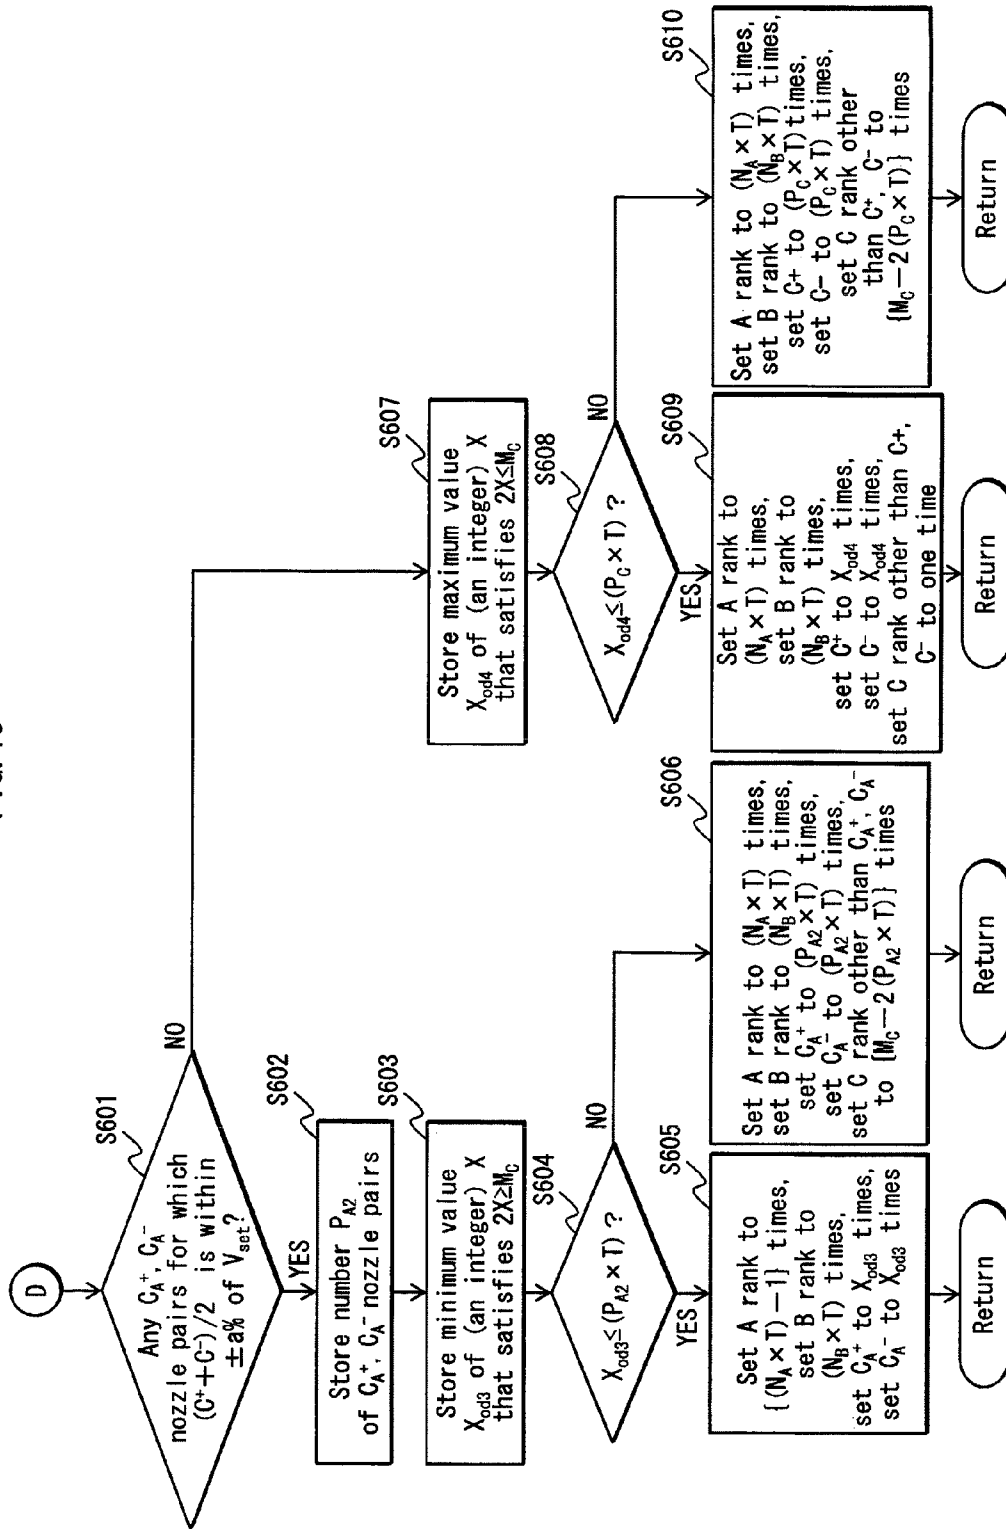 D
Any C_A^+, C_A^-
nozzle pairs for which
(C^++C^-)/2 is within
±a% of V_set?
S601
YES
NO
Store number P_A2
of C_A^+, C_A^- nozzle pairs
S602
Store minimum value
X_od3 of (an integer) X
that satisfies 2X≥M_C
S603
X_od3≤(P_A2×T) ?
S604
YES
NO
Set A rank to
{(N_A×T)−1} times,
set B rank to
(N_B×T) times,
set C_A^+ to X_od3 times,
set C_A^- to X_od3 times
S605
Return
Set A rank to (N_A×T) times,
set B rank to (N_B×T) times,
set C_A^+ to (P_A2×T) times,
set C_A^- to (P_A2×T) times,
set C rank other than C_A^+, C_A^-
to {M_C−2(P_A2×T)} times
S606
Return
Store maximum value
X_od4 of (an integer) X
that satisfies 2X≤M_C
S607
X_od4≤(P_C×T) ?
S608
YES
NO
Set A rank to
(N_A×T) times,
set B rank to
(N_B×T) times,
set C^+ to X_od4 times,
set C^- to X_od4 times,
set C rank other than C+,
C^- to one time
S609
Return
Set A rank to (N_A×T) times,
set B rank to (N_B×T) times,
set C+ to (P_C×T) times,
set C− to (P_C×T) times,
set C rank other
than C^+, C^- to
{M_C−2(P_C×T)} times
S610
Return